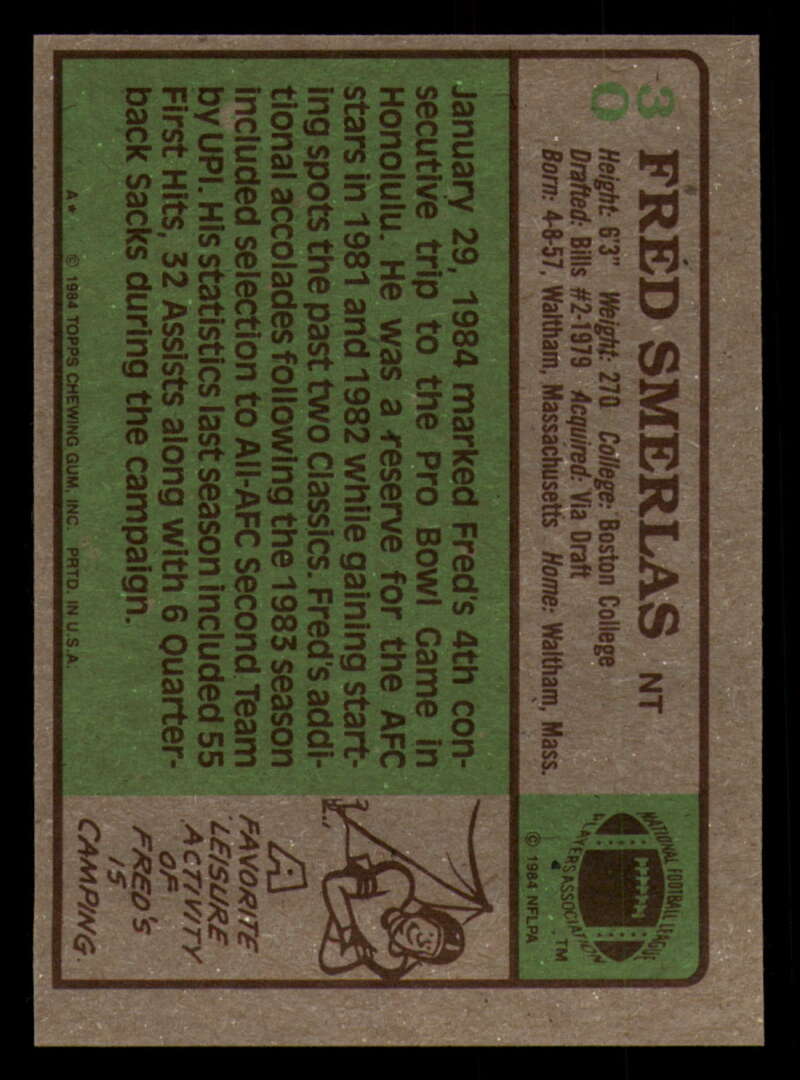 30
FRED SMERLAS NT
Height: 6'3" Weight: 270 College: Boston College
Drafted: Bills #2-1979 Acquired: Via Draft
Born: 4-8-57, Waltham, Massachusetts Home: Waltham, Mass.
NATIONAL FOOTBALL LEAGUE
PLAYERS ASSOCIATION
TM
© 1984 NFLPA
January 29, 1984 marked Fred's 4th con-
secutive trip to the Pro Bowl Game in
Honolulu. He was a reserve for the AFC
stars in 1981 and 1982 while gaining start-
ing spots the past two Classics. Fred's addi-
tional accolades following the 1983 season
included selection to All-AFC Second Team
by UPI. His statistics last season included 55
First Hits, 32 Assists along with 6 Quarter-
back Sacks during the campaign.
A* © 1984 TOPPS CHEWING GUM, INC. PRTD. IN U.S.A.
A
FAVORITE
LEISURE
ACTIVITY
OF
FRED'S
IS
CAMPING.